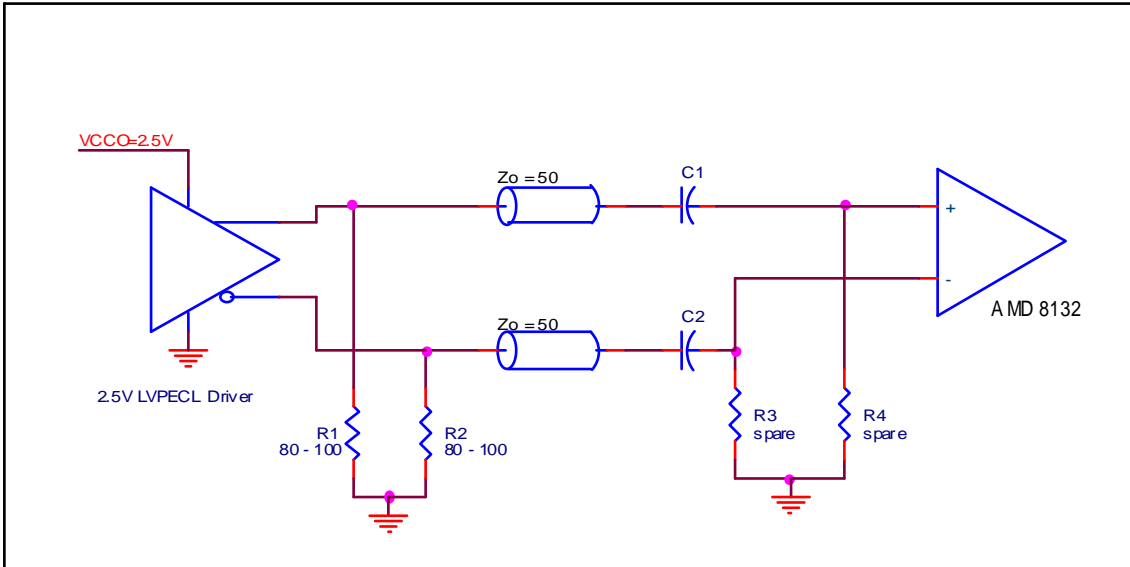 VCCO=2.5V
Zo = 50
C1
+
-
AMD 8132
Zo = 50
C2
2.5V LVPECL Driver
R1
80 - 100
R2
80 - 100
R3
spare
R4
spare